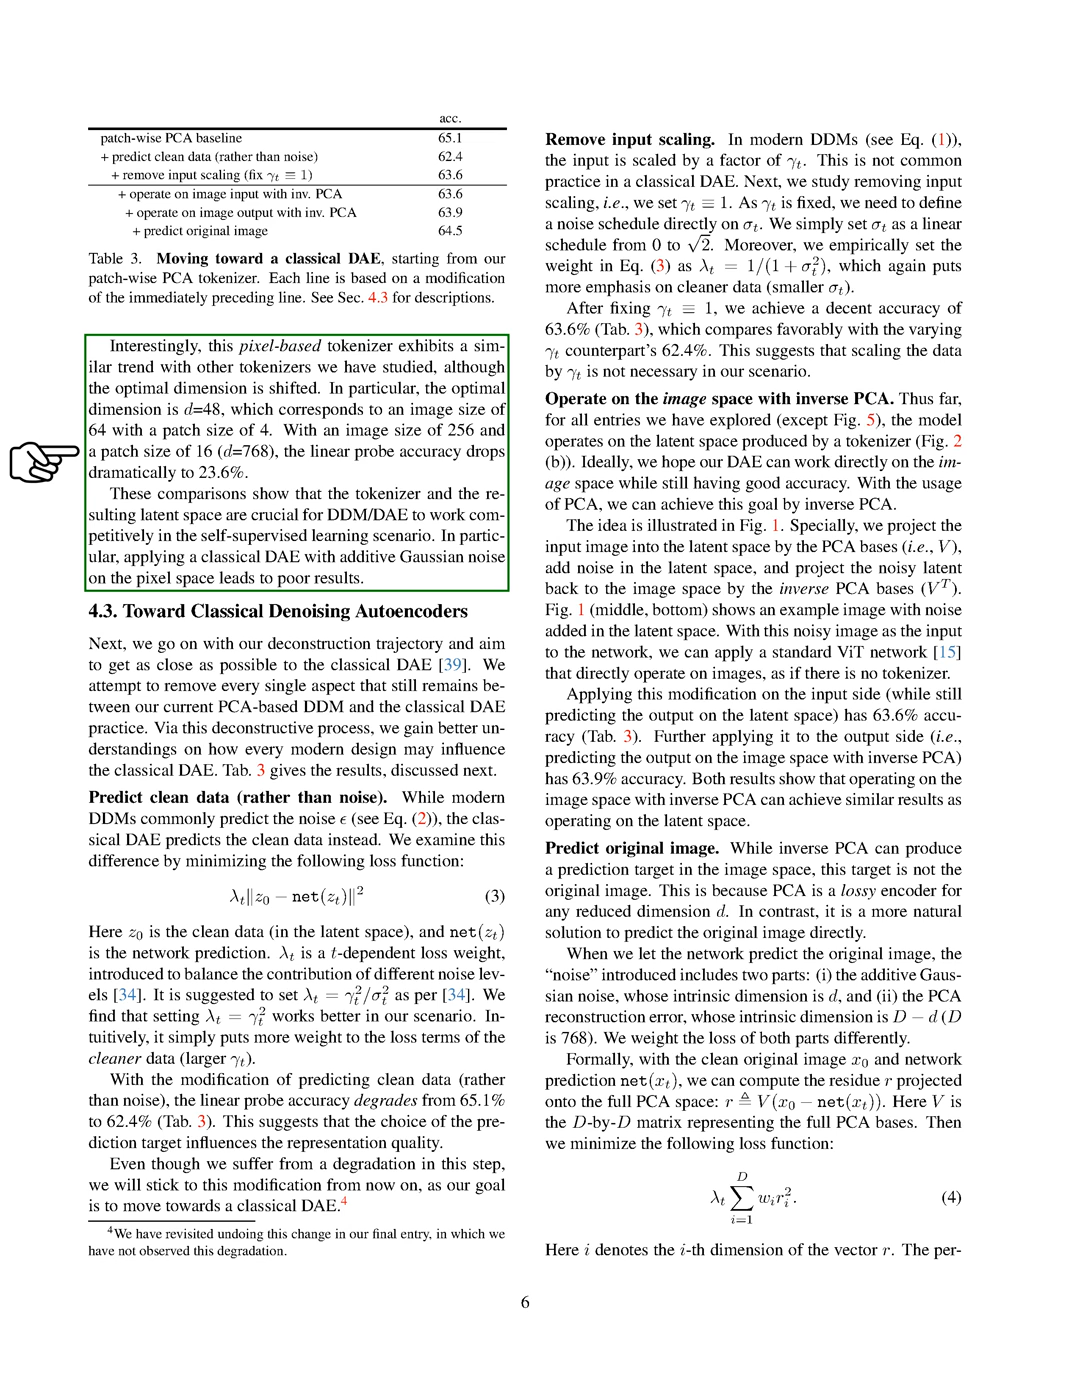 acc.
patch-wise PCA baseline 65.1
+ predict clean data (rather than noise) 62.4
+ remove input scaling (fix γt ≡ 1) 63.6
+ operate on image input with inv. PCA 63.6
+ operate on image output with inv. PCA 63.9
+ predict original image 64.5
Table 3. Moving toward a classical DAE, starting from our
patch-wise PCA tokenizer. Each line is based on a modification
of the immediately preceding line. See Sec. 4.3 for descriptions.
Interestingly, this pixel-based tokenizer exhibits a sim-
ilar trend with other tokenizers we have studied, although
the optimal dimension is shifted. In particular, the optimal
dimension is d=48, which corresponds to an image size of
64 with a patch size of 4. With an image size of 256 and
a patch size of 16 (d=768), the linear probe accuracy drops
dramatically to 23.6%.
These comparisons show that the tokenizer and the re-
sulting latent space are crucial for DDM/DAE to work com-
petitively in the self-supervised learning scenario. In partic-
ular, applying a classical DAE with additive Gaussian noise
on the pixel space leads to poor results.
4.3. Toward Classical Denoising Autoencoders
Next, we go on with our deconstruction trajectory and aim
to get as close as possible to the classical DAE [39]. We
attempt to remove every single aspect that still remains be-
tween our current PCA-based DDM and the classical DAE
practice. Via this deconstructive process, we gain better un-
derstandings on how every modern design may influence
the classical DAE. Tab. 3 gives the results, discussed next.
Predict clean data (rather than noise). While modern
DDMs commonly predict the noise ϵ (see Eq. (2)), the clas-
sical DAE predicts the clean data instead. We examine this
difference by minimizing the following loss function:
λt∥z0 − net(zt)∥² (3)
Here z0 is the clean data (in the latent space), and net(zt)
is the network prediction. λt is a t-dependent loss weight,
introduced to balance the contribution of different noise lev-
els [34]. It is suggested to set λt = γt²/σt² as per [34]. We
find that setting λt = γt² works better in our scenario. In-
tuitively, it simply puts more weight to the loss terms of the
cleaner data (larger γt).
With the modification of predicting clean data (rather
than noise), the linear probe accuracy degrades from 65.1%
to 62.4% (Tab. 3). This suggests that the choice of the pre-
diction target influences the representation quality.
Even though we suffer from a degradation in this step,
we will stick to this modification from now on, as our goal
is to move towards a classical DAE.4
4We have revisited undoing this change in our final entry, in which we
have not observed this degradation.
Remove input scaling. In modern DDMs (see Eq. (1)),
the input is scaled by a factor of γt. This is not common
practice in a classical DAE. Next, we study removing input
scaling, i.e., we set γt ≡ 1. As γt is fixed, we need to define
a noise schedule directly on σt. We simply set σt as a linear
schedule from 0 to √2. Moreover, we empirically set the
weight in Eq. (3) as λt = 1/(1 + σt²), which again puts
more emphasis on cleaner data (smaller σt).
After fixing γt ≡ 1, we achieve a decent accuracy of
63.6% (Tab. 3), which compares favorably with the varying
γt counterpart's 62.4%. This suggests that scaling the data
by γt is not necessary in our scenario.
Operate on the image space with inverse PCA. Thus far,
for all entries we have explored (except Fig. 5), the model
operates on the latent space produced by a tokenizer (Fig. 2
(b)). Ideally, we hope our DAE can work directly on the im-
age space while still having good accuracy. With the usage
of PCA, we can achieve this goal by inverse PCA.
The idea is illustrated in Fig. 1. Specially, we project the
input image into the latent space by the PCA bases (i.e., V),
add noise in the latent space, and project the noisy latent
back to the image space by the inverse PCA bases (Vᵀ).
Fig. 1 (middle, bottom) shows an example image with noise
added in the latent space. With this noisy image as the input
to the network, we can apply a standard ViT network [15]
that directly operate on images, as if there is no tokenizer.
Applying this modification on the input side (while still
predicting the output on the latent space) has 63.6% accu-
racy (Tab. 3). Further applying it to the output side (i.e.,
predicting the output on the image space with inverse PCA)
has 63.9% accuracy. Both results show that operating on the
image space with inverse PCA can achieve similar results as
operating on the latent space.
Predict original image. While inverse PCA can produce
a prediction target in the image space, this target is not the
original image. This is because PCA is a lossy encoder for
any reduced dimension d. In contrast, it is a more natural
solution to predict the original image directly.
When we let the network predict the original image, the
“noise” introduced includes two parts: (i) the additive Gaus-
sian noise, whose intrinsic dimension is d, and (ii) the PCA
reconstruction error, whose intrinsic dimension is D − d (D
is 768). We weight the loss of both parts differently.
Formally, with the clean original image x0 and network
prediction net(xt), we can compute the residue r projected
onto the full PCA space: r ≜ V(x0 − net(xt)). Here V is
the D-by-D matrix representing the full PCA bases. Then
we minimize the following loss function:
λt ∑_{i=1}^{D} wi ri². (4)
Here i denotes the i-th dimension of the vector r. The per-
6